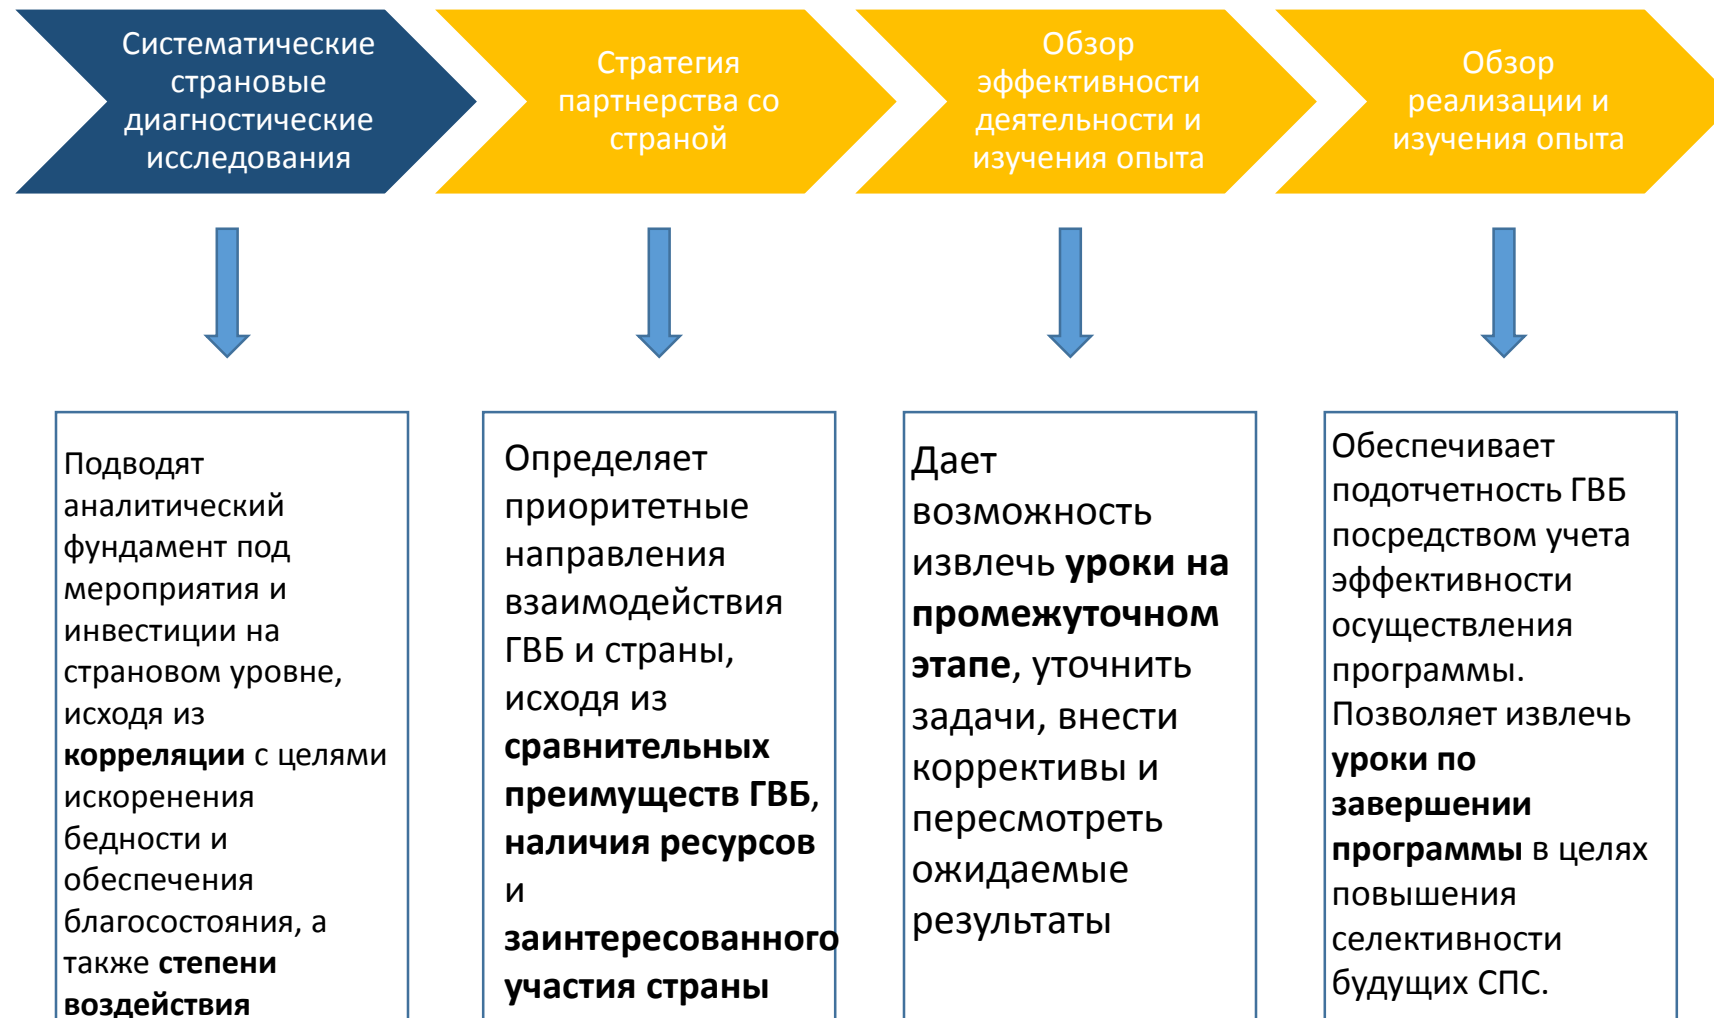 Систематические
страновые
диагностические
исследования
Стратегия
партнерства со
страной
Обзор
эффективности
деятельности и
изучения опыта
Обзор
реализации и
изучения опыта
Подводят
аналитический
фундамент под
мероприятия и
инвестиции на
страновом уровне,
исходя из
корреляции с целями
искоренения
бедности и
обеспечения
благосостояния, а
также степени
воздействия
Определяет
приоритетные
направления
взаимодействия
ГВБ и страны,
исходя из
сравнительных
преимуществ ГВБ,
наличия ресурсов
и
заинтересованного
участия страны
Дает
возможность
извлечь уроки на
промежуточном
этапе, уточнить
задачи, внести
коррективы и
пересмотреть
ожидаемые
результаты
Обеспечивает
подотчетность ГВБ
посредством учета
эффективности
осуществления
программы.
Позволяет извлечь
уроки по
завершении
программы в целях
повышения
селективности
будущих СПС.